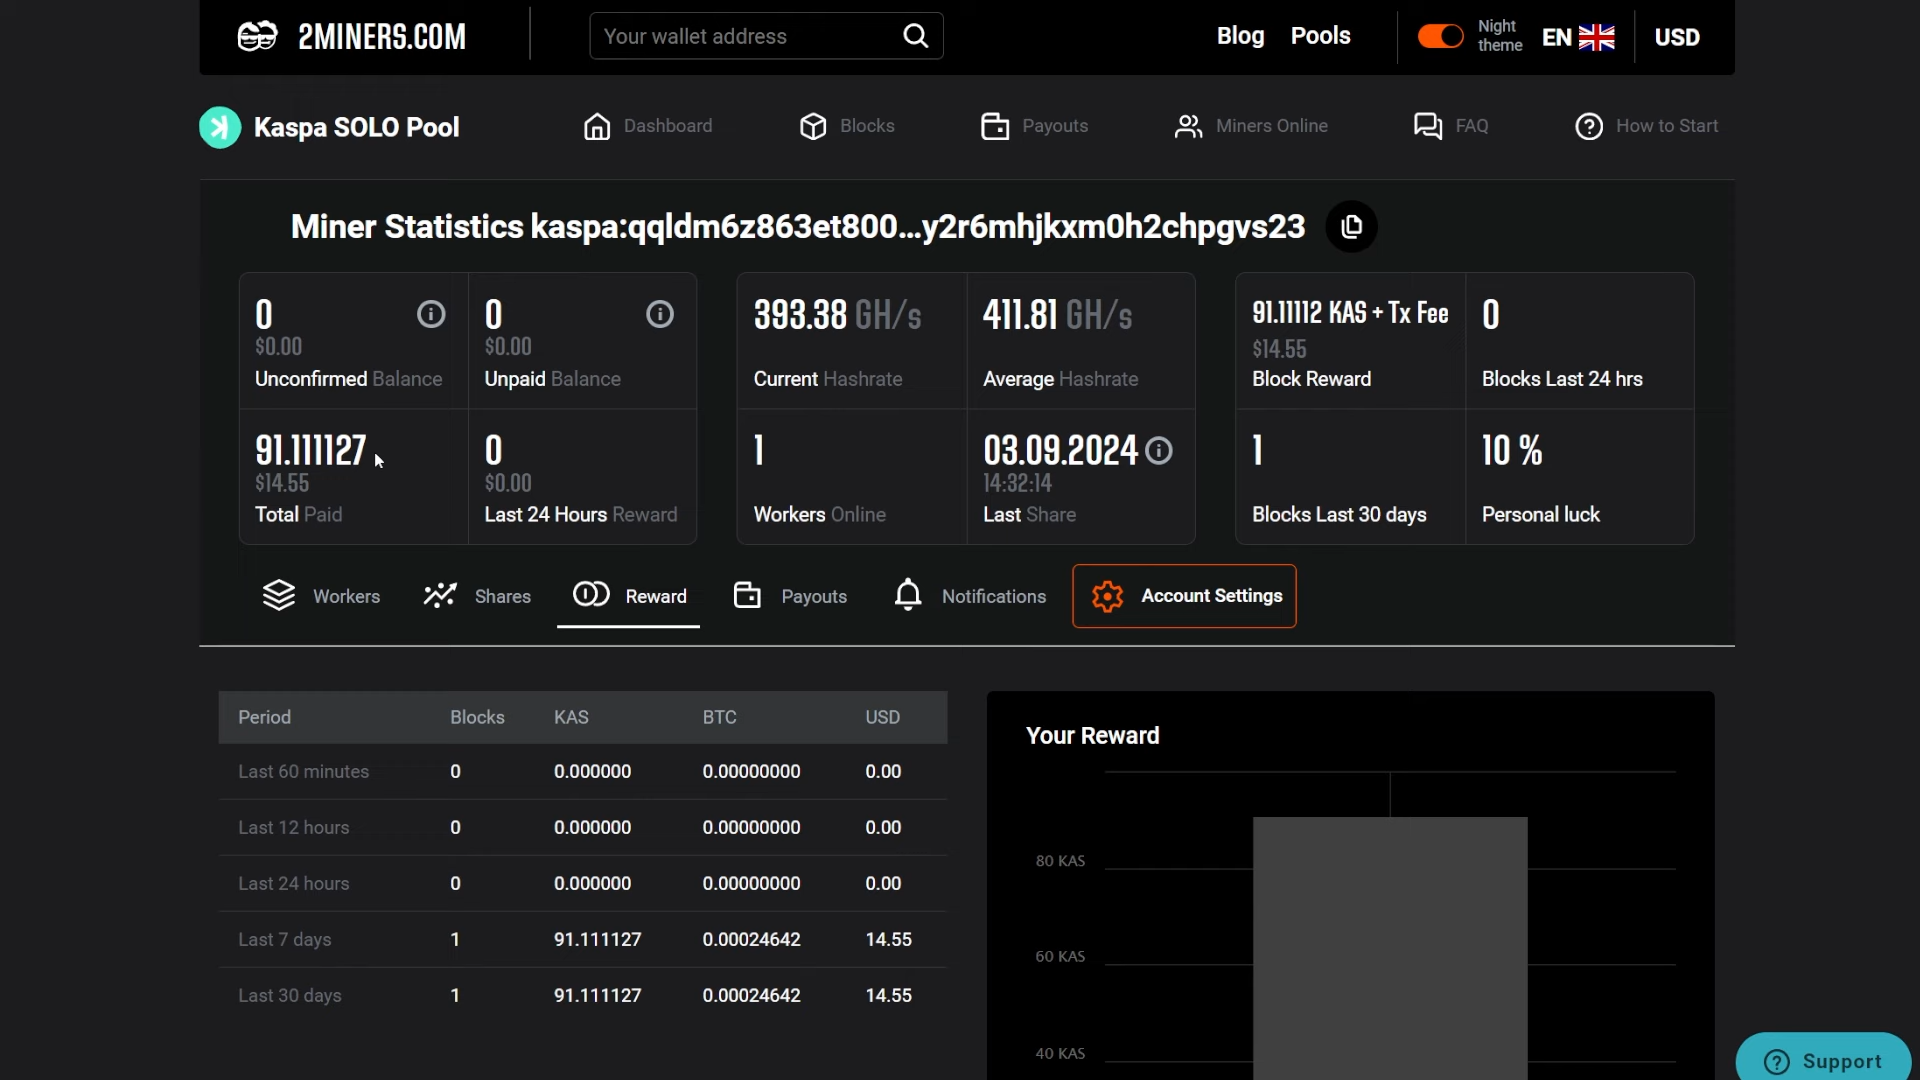 2MINERS.COM
Your wallet address
Blog
Pools
Night
theme
EN
USD
Kaspa SOLO Pool
Dashboard
Blocks
Payouts
Miners Online
FAQ
How to Start
Miner Statistics kaspa:qqldm6z863et800...y2r6mhjkxm0h2chpgvs23
0
$0.00
Unconfirmed Balance
0
$0.00
Unpaid Balance
393.38 GH/s
Current Hashrate
411.81 GH/s
Average Hashrate
91.11112 KAS + Tx Fee
$14.55
Block Reward
0
Blocks Last 24 hrs
91.111127
$14.55
Total Paid
0
$0.00
Last 24 Hours Reward
1
Workers Online
03.09.2024
14:32:14
Last Share
1
Blocks Last 30 days
10 %
Personal luck
Workers
Shares
Reward
Payouts
Notifications
Account Settings
Period Blocks KAS BTC USD
Last 60 minutes 0 0.000000 0.00000000 0.00
Last 12 hours 0 0.000000 0.00000000 0.00
Last 24 hours 0 0.000000 0.00000000 0.00
Last 7 days 1 91.111127 0.00024642 14.55
Last 30 days 1 91.111127 0.00024642 14.55
Your Reward
80 KAS
60 KAS
40 KAS
Support